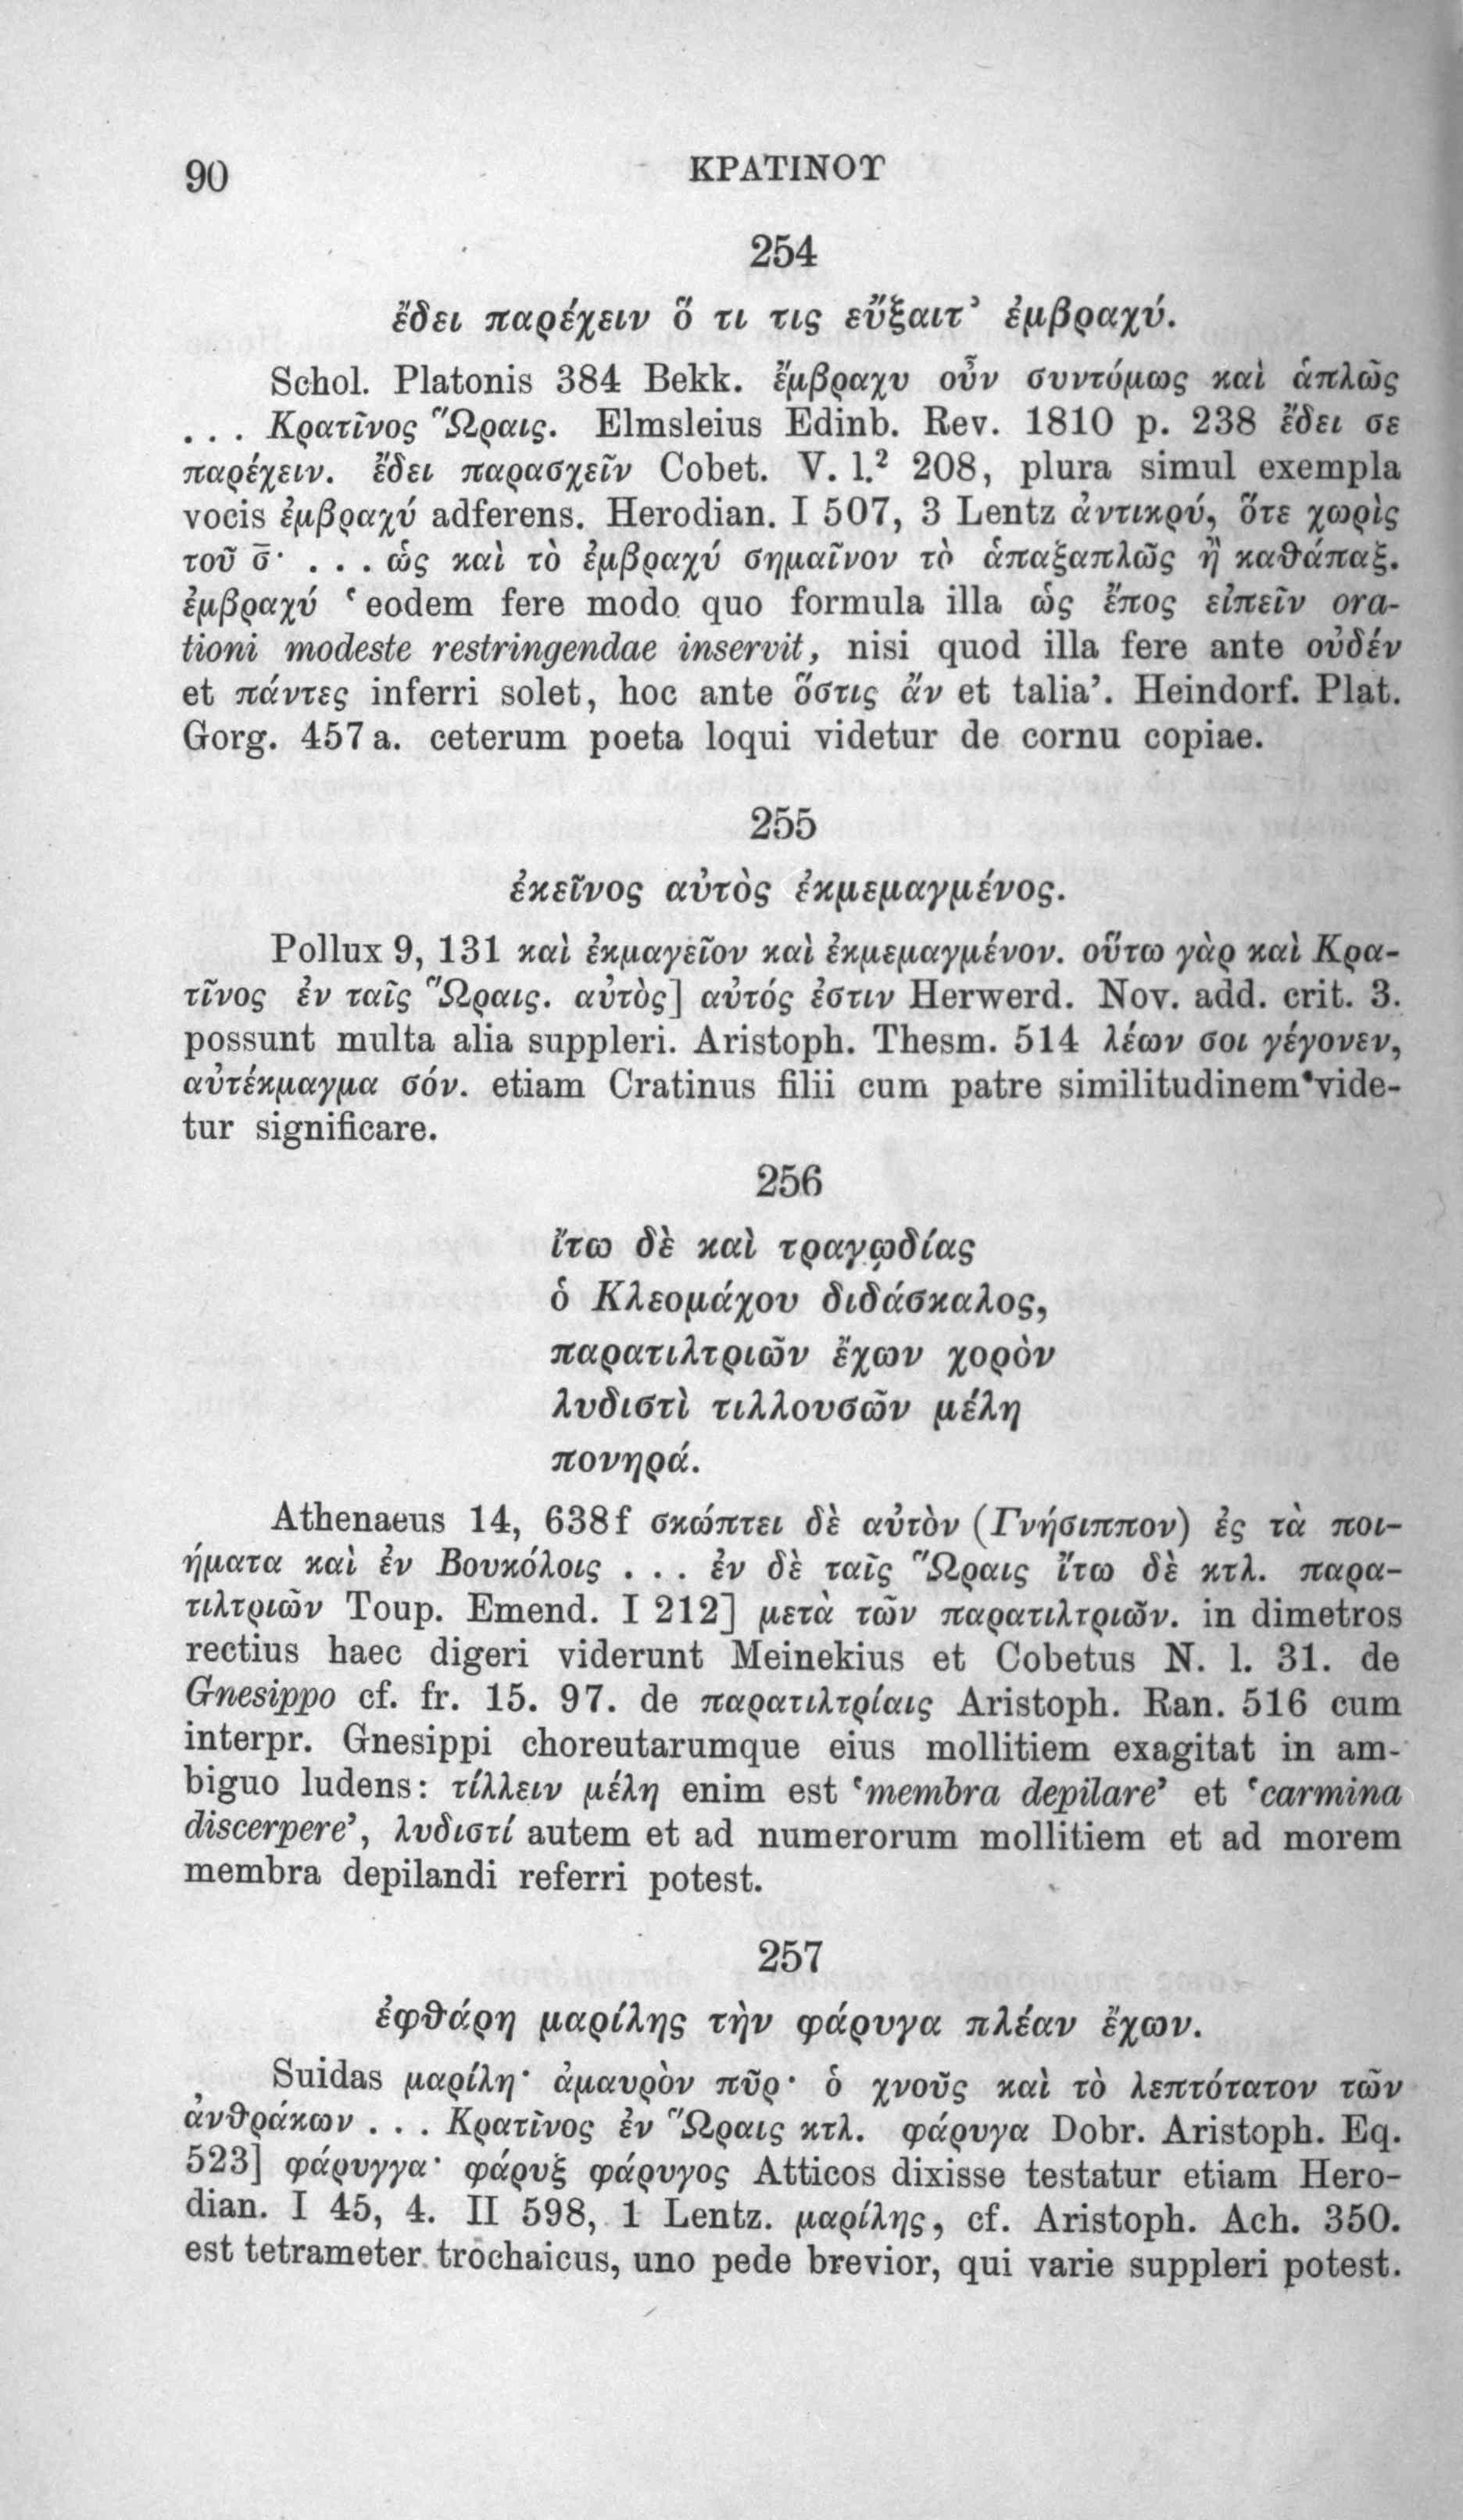 90 ΚΡΑΤΙΝΟΥ
254
ἔδει παρέχειν ὅ τι τις εὔξαιτ’ ἐμβραχύ.
Schol. Platonis 384 Bekk. ἔμβραχυ οὖν συντόμως καὶ ἁπλῶς
... Κρατῖνος Ὥραις. Elmsleius Edinb. Rev. 1810 p. 238 ἔδει σε
παρέχειν. ἔδει παρασχεῖν Cobet. V. l.² 208, plura simul exempla
vocis ἐμβραχύ adferens. Herodian. I 507, 3 Lentz ἀντικρύ, ὅτε χωρὶς
τοῦ σ̄· ... ὡς καὶ τὸ ἐμβραχύ σημαῖνον τὸ ἁπαξαπλῶς ἢ καθάπαξ.
ἐμβραχύ ‘eodem fere modo quo formula illa ὡς ἔπος εἰπεῖν ora-
tioni modeste restringendae inservit, nisi quod illa fere ante οὐδέν
et πάντες inferri solet, hoc ante ὅστις ἄν et talia’. Heindorf. Plat.
Gorg. 457 a. ceterum poeta loqui videtur de cornu copiae.
255
ἐκεῖνος αὐτὸς ἐκμεμαγμένος.
Pollux 9, 131 καὶ ἐκμαγεῖον καὶ ἐκμεμαγμένον. οὕτω γὰρ καὶ Κρα-
τῖνος ἐν ταῖς Ὥραις. αὐτὸς] αὐτός ἐστιν Herwerd. Nov. add. crit. 3.
possunt multa alia suppleri. Aristoph. Thesm. 514 λέων σοι γέγονεν,
αὐτέκμαγμα σόν. etiam Cratinus filii cum patre similitudinem vide-
tur significare.
256
ἴτω δὲ καὶ τραγῳδίας
ὁ Κλεομάχου διδάσκαλος,
παρατιλτριῶν ἔχων χορὸν
λυδιστὶ τιλλουσῶν μέλη
πονηρά.
Athenaeus 14, 638f σκώπτει δὲ αὐτὸν (Γνήσιππον) ἐς τὰ ποι-
ήματα καὶ ἐν Βουκόλοις ... ἐν δὲ ταῖς Ὥραις ἴτω δὲ κτλ. παρα-
τιλτριῶν Toup. Emend. I 212] μετὰ τῶν παρατιλτριῶν. in dimetros
rectius haec digeri viderunt Meinekius et Cobetus N. l. 31. de
Gnesippo cf. fr. 15. 97. de παρατιλτρίαις Aristoph. Ran. 516 cum
interpr. Gnesippi choreutarumque eius mollitiem exagitat in am-
biguo ludens: τίλλειν μέλη enim est ‘membra depilare’ et ‘carmina
discerpere’, λυδιστί autem et ad numerorum mollitiem et ad morem
membra depilandi referri potest.
257
ἐφθάρη μαρίλης τὴν φάρυγα πλέαν ἔχων.
Suidas μαρίλη· ἀμαυρὸν πῦρ· ὁ χνοῦς καὶ τὸ λεπτότατον τῶν
ἀνθράκων ... Κρατῖνος ἐν Ὥραις κτλ. φάρυγα Dobr. Aristoph. Eq.
523] φάρυγγα· φάρυξ φάρυγος Atticos dixisse testatur etiam Hero-
dian. I 45, 4. II 598, 1 Lentz. μαρίλης, cf. Aristoph. Ach. 350.
est tetrameter trochaicus, uno pede brevior, qui varie suppleri potest.